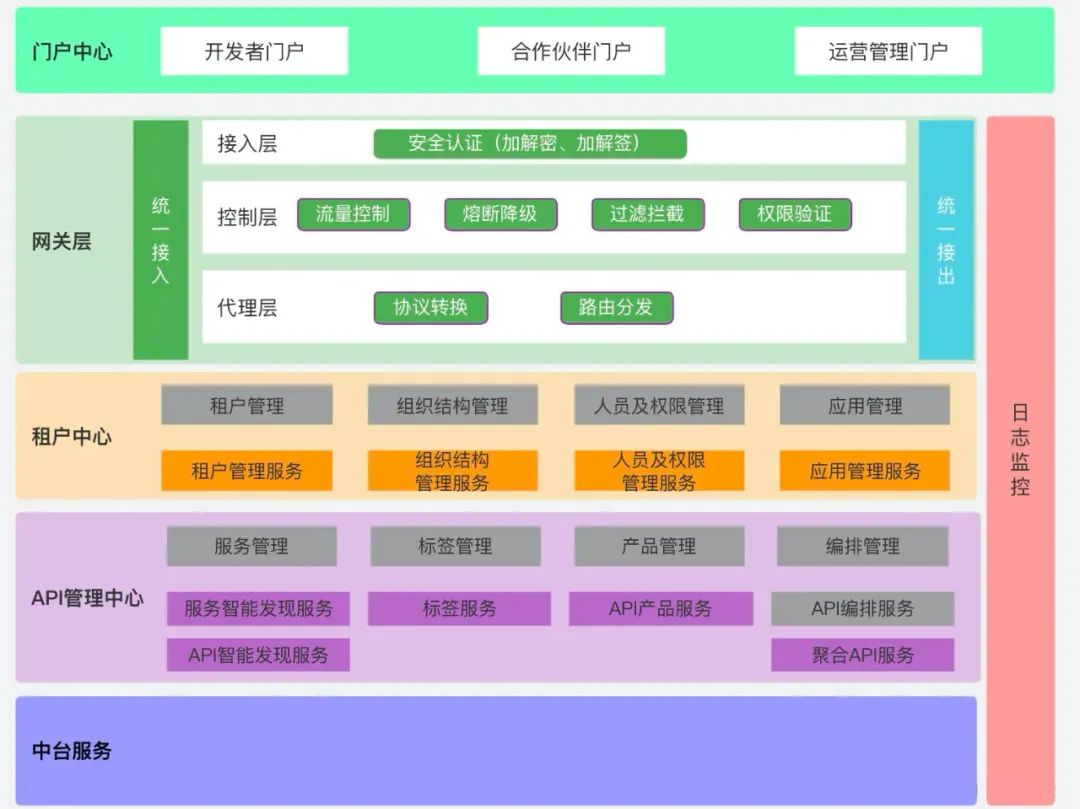 门户中心
开发者门户
合作伙伴门户
运营管理门户
网关层
统一接入
接入层
安全认证（加解密、加解签）
控制层
流量控制
熔断降级
过滤拦截
权限验证
代理层
协议转换
路由分发
统一接出
日志监控
租户中心
租户管理
组织结构管理
人员及权限管理
应用管理
租户管理服务
组织结构
管理服务
人员及权限
管理服务
应用管理服务
API管理中心
服务管理
标签管理
产品管理
编排管理
服务智能发现服务
标签服务
API产品服务
API编排服务
API智能发现服务
聚合API服务
中台服务